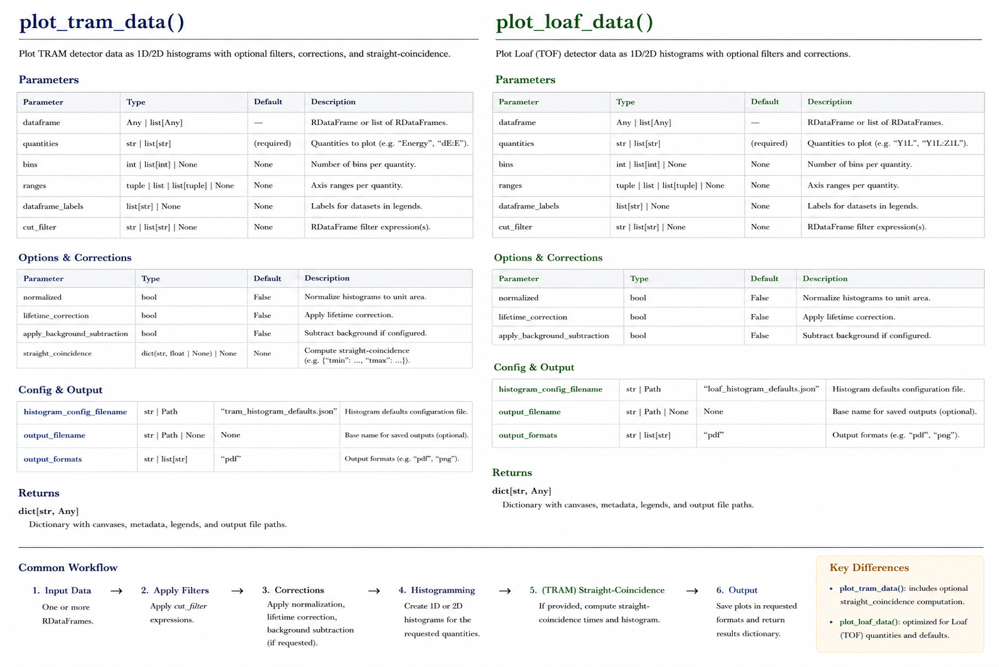 plot_tram_data()
Plot TRAM detector data as 1D/2D histograms with optional filters, corrections, and straight-coincidence.
Parameters
Parameter Type Default Description
dataframe Any | list[Any] — RDataFrame or list of RDataFrames.
quantities str | list[str] (required) Quantities to plot (e.g. “Energy”, “dE:E”).
bins int | list[int] | None None Number of bins per quantity.
ranges tuple | list | list[tuple] | None None Axis ranges per quantity.
dataframe_labels list[str] | None None Labels for datasets in legends.
cut_filter str | list[str] | None None RDataFrame filter expression(s).
Options & Corrections
Parameter Type Default Description
normalized bool False Normalize histograms to unit area.
lifetime_correction bool False Apply lifetime correction.
apply_background_subtraction bool False Subtract background if configured.
straight_coincidence dict(str, float | None) | None None Compute straight-coincidence
(e.g. {“tmin”: ..., “tmax”: ...}).
Config & Output
histogram_config_filename str | Path “tram_histogram_defaults.json” Histogram defaults configuration file.
output_filename str | Path | None None Base name for saved outputs (optional).
output_formats str | list[str] “pdf” Output formats (e.g. “pdf”, “png”).
Returns
dict[str, Any]
Dictionary with canvases, metadata, legends, and output file paths.
plot_loaf_data()
Plot Loaf (TOF) detector data as 1D/2D histograms with optional filters and corrections.
Parameters
Parameter Type Default Description
dataframe Any | list[Any] — RDataFrame or list of RDataFrames.
quantities str | list[str] (required) Quantities to plot (e.g. “Y1L”, “Y1L:Z1L”).
bins int | list[int] | None None Number of bins per quantity.
ranges tuple | list | list[tuple] | None None Axis ranges per quantity.
dataframe_labels list[str] | None None Labels for datasets in legends.
cut_filter str | list[str] | None None RDataFrame filter expression(s).
Options & Corrections
Parameter Type Default Description
normalized bool False Normalize histograms to unit area.
lifetime_correction bool False Apply lifetime correction.
apply_background_subtraction bool False Subtract background if configured.
Config & Output
histogram_config_filename str | Path “loaf_histogram_defaults.json” Histogram defaults configuration file.
output_filename str | Path | None None Base name for saved outputs (optional).
output_formats str | list[str] “pdf” Output formats (e.g. “pdf”, “png”).
Returns
dict[str, Any]
Dictionary with canvases, metadata, legends, and output file paths.
Common Workflow
1. Input Data →
One or more
RDataFrames.
2. Apply Filters →
Apply cut_filter
expressions.
3. Corrections →
Apply normalization,
lifetime correction,
background subtraction
(if requested).
4. Histogramming →
Create 1D or 2D
histograms for the
requested quantities.
5. (TRAM) Straight-Coincidence →
If provided, compute straight-
coincidence times and histogram.
6. Output
Save plots in requested
formats and return
results dictionary.
Key Differences
• plot_tram_data(): includes optional
straight_coincidence computation.
• plot_loaf_data(): optimized for Loaf
(TOF) quantities and defaults.